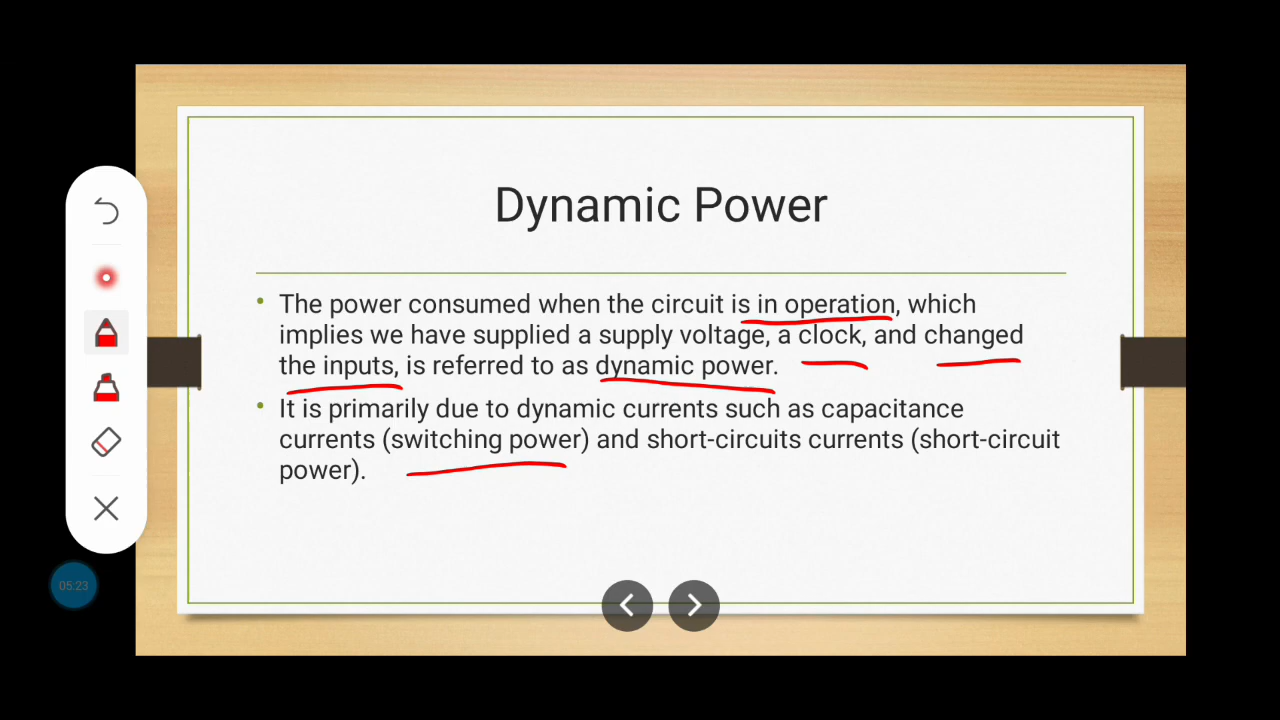 Dynamic Power
• The power consumed when the circuit is in operation, which
implies we have supplied a supply voltage, a clock, and changed
the inputs, is referred to as dynamic power.
• It is primarily due to dynamic currents such as capacitance
currents (switching power) and short-circuits currents (short-circuit
power).
05:23